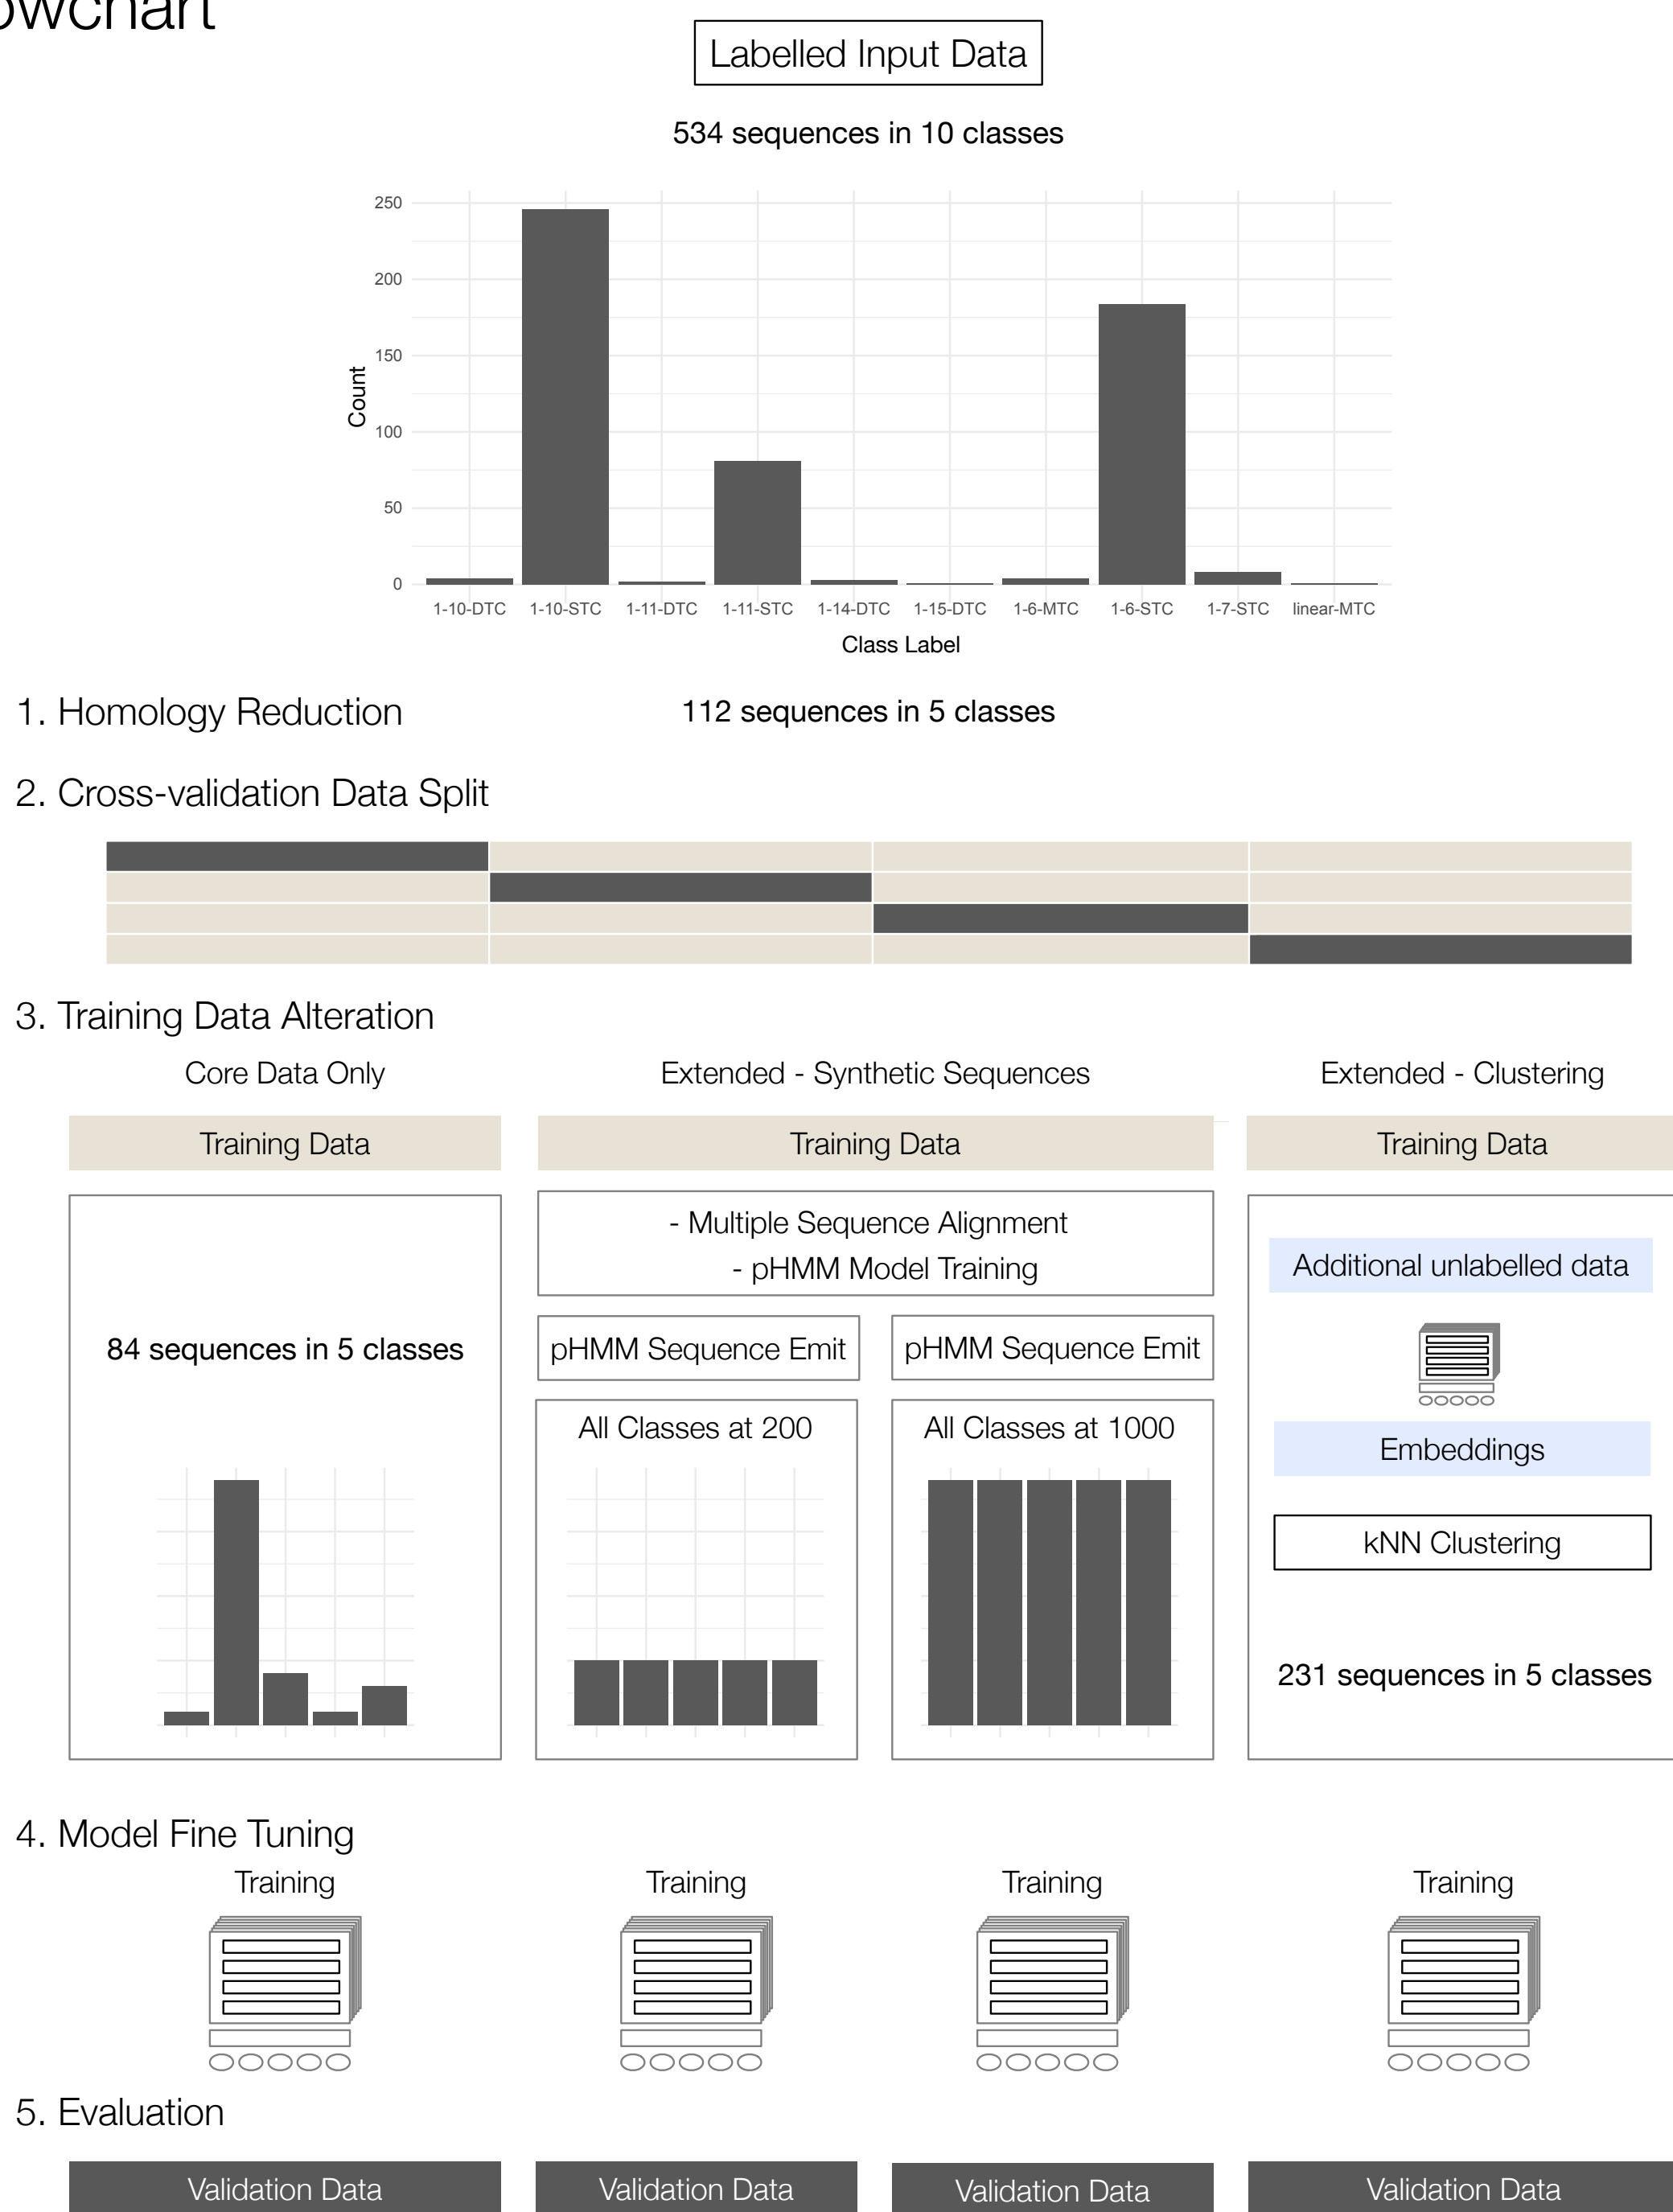 Labelled Input Data
534 sequences in 10 classes
250
200
150
100
50
0
Count
1-10-DTC 1-10-STC 1-11-DTC 1-11-STC 1-14-DTC 1-15-DTC 1-6-MTC 1-6-STC 1-7-STC linear-MTC
Class Label
1. Homology Reduction 112 sequences in 5 classes
2. Cross-validation Data Split
3. Training Data Alteration
Core Data Only Extended - Synthetic Sequences Extended - Clustering
Training Data Training Data Training Data
- Multiple Sequence Alignment
- pHMM Model Training
Additional unlabelled data
84 sequences in 5 classes pHMM Sequence Emit pHMM Sequence Emit
All Classes at 200 All Classes at 1000
Embeddings
kNN Clustering
231 sequences in 5 classes
4. Model Fine Tuning
Training Training Training Training
5. Evaluation
Validation Data Validation Data Validation Data Validation Data